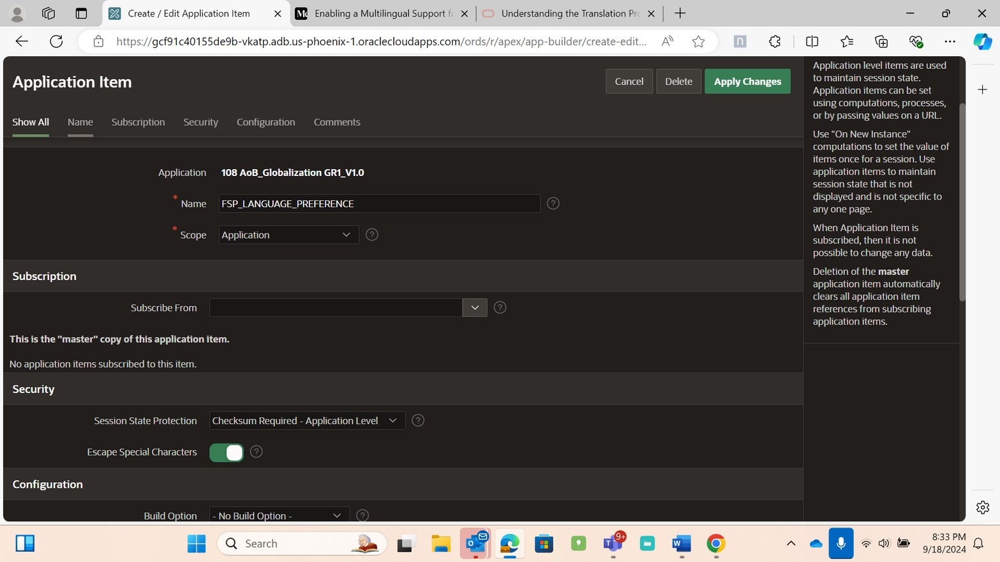 Create / Edit Application Item
Enabling a Multilingual Support f
Understanding the Translation Pr
https://gcf91c40155de9b-vkatp.adb.us-phoenix-1.oraclecloudapps.com/ords/r/apex/app-builder/create-edit...
Application Item
Cancel
Delete
Apply Changes
Show All
Name
Subscription
Security
Configuration
Comments
Application
108 AoB_Globalization GR1_V1.0
* Name
FSP_LANGUAGE_PREFERENCE
* Scope
Application
Subscription
Subscribe From
This is the "master" copy of this application item.
No application items subscribed to this item.
Security
Session State Protection
Checksum Required - Application Level
Escape Special Characters
Configuration
Build Option
- No Build Option -
Application level items are used
to maintain session state.
Application items can be set
using computations, processes,
or by passing values on a URL.
Use "On New Instance"
computations to set the value of
items once for a session. Use
application items to maintain
session state that is not
displayed and is not specific to
any one page.
When Application Item is
subscribed, then it is not
possible to change any data.
Deletion of the master
application item automatically
clears all application item
references from subscribing
application items.
Search
9+
8:33 PM
9/18/2024